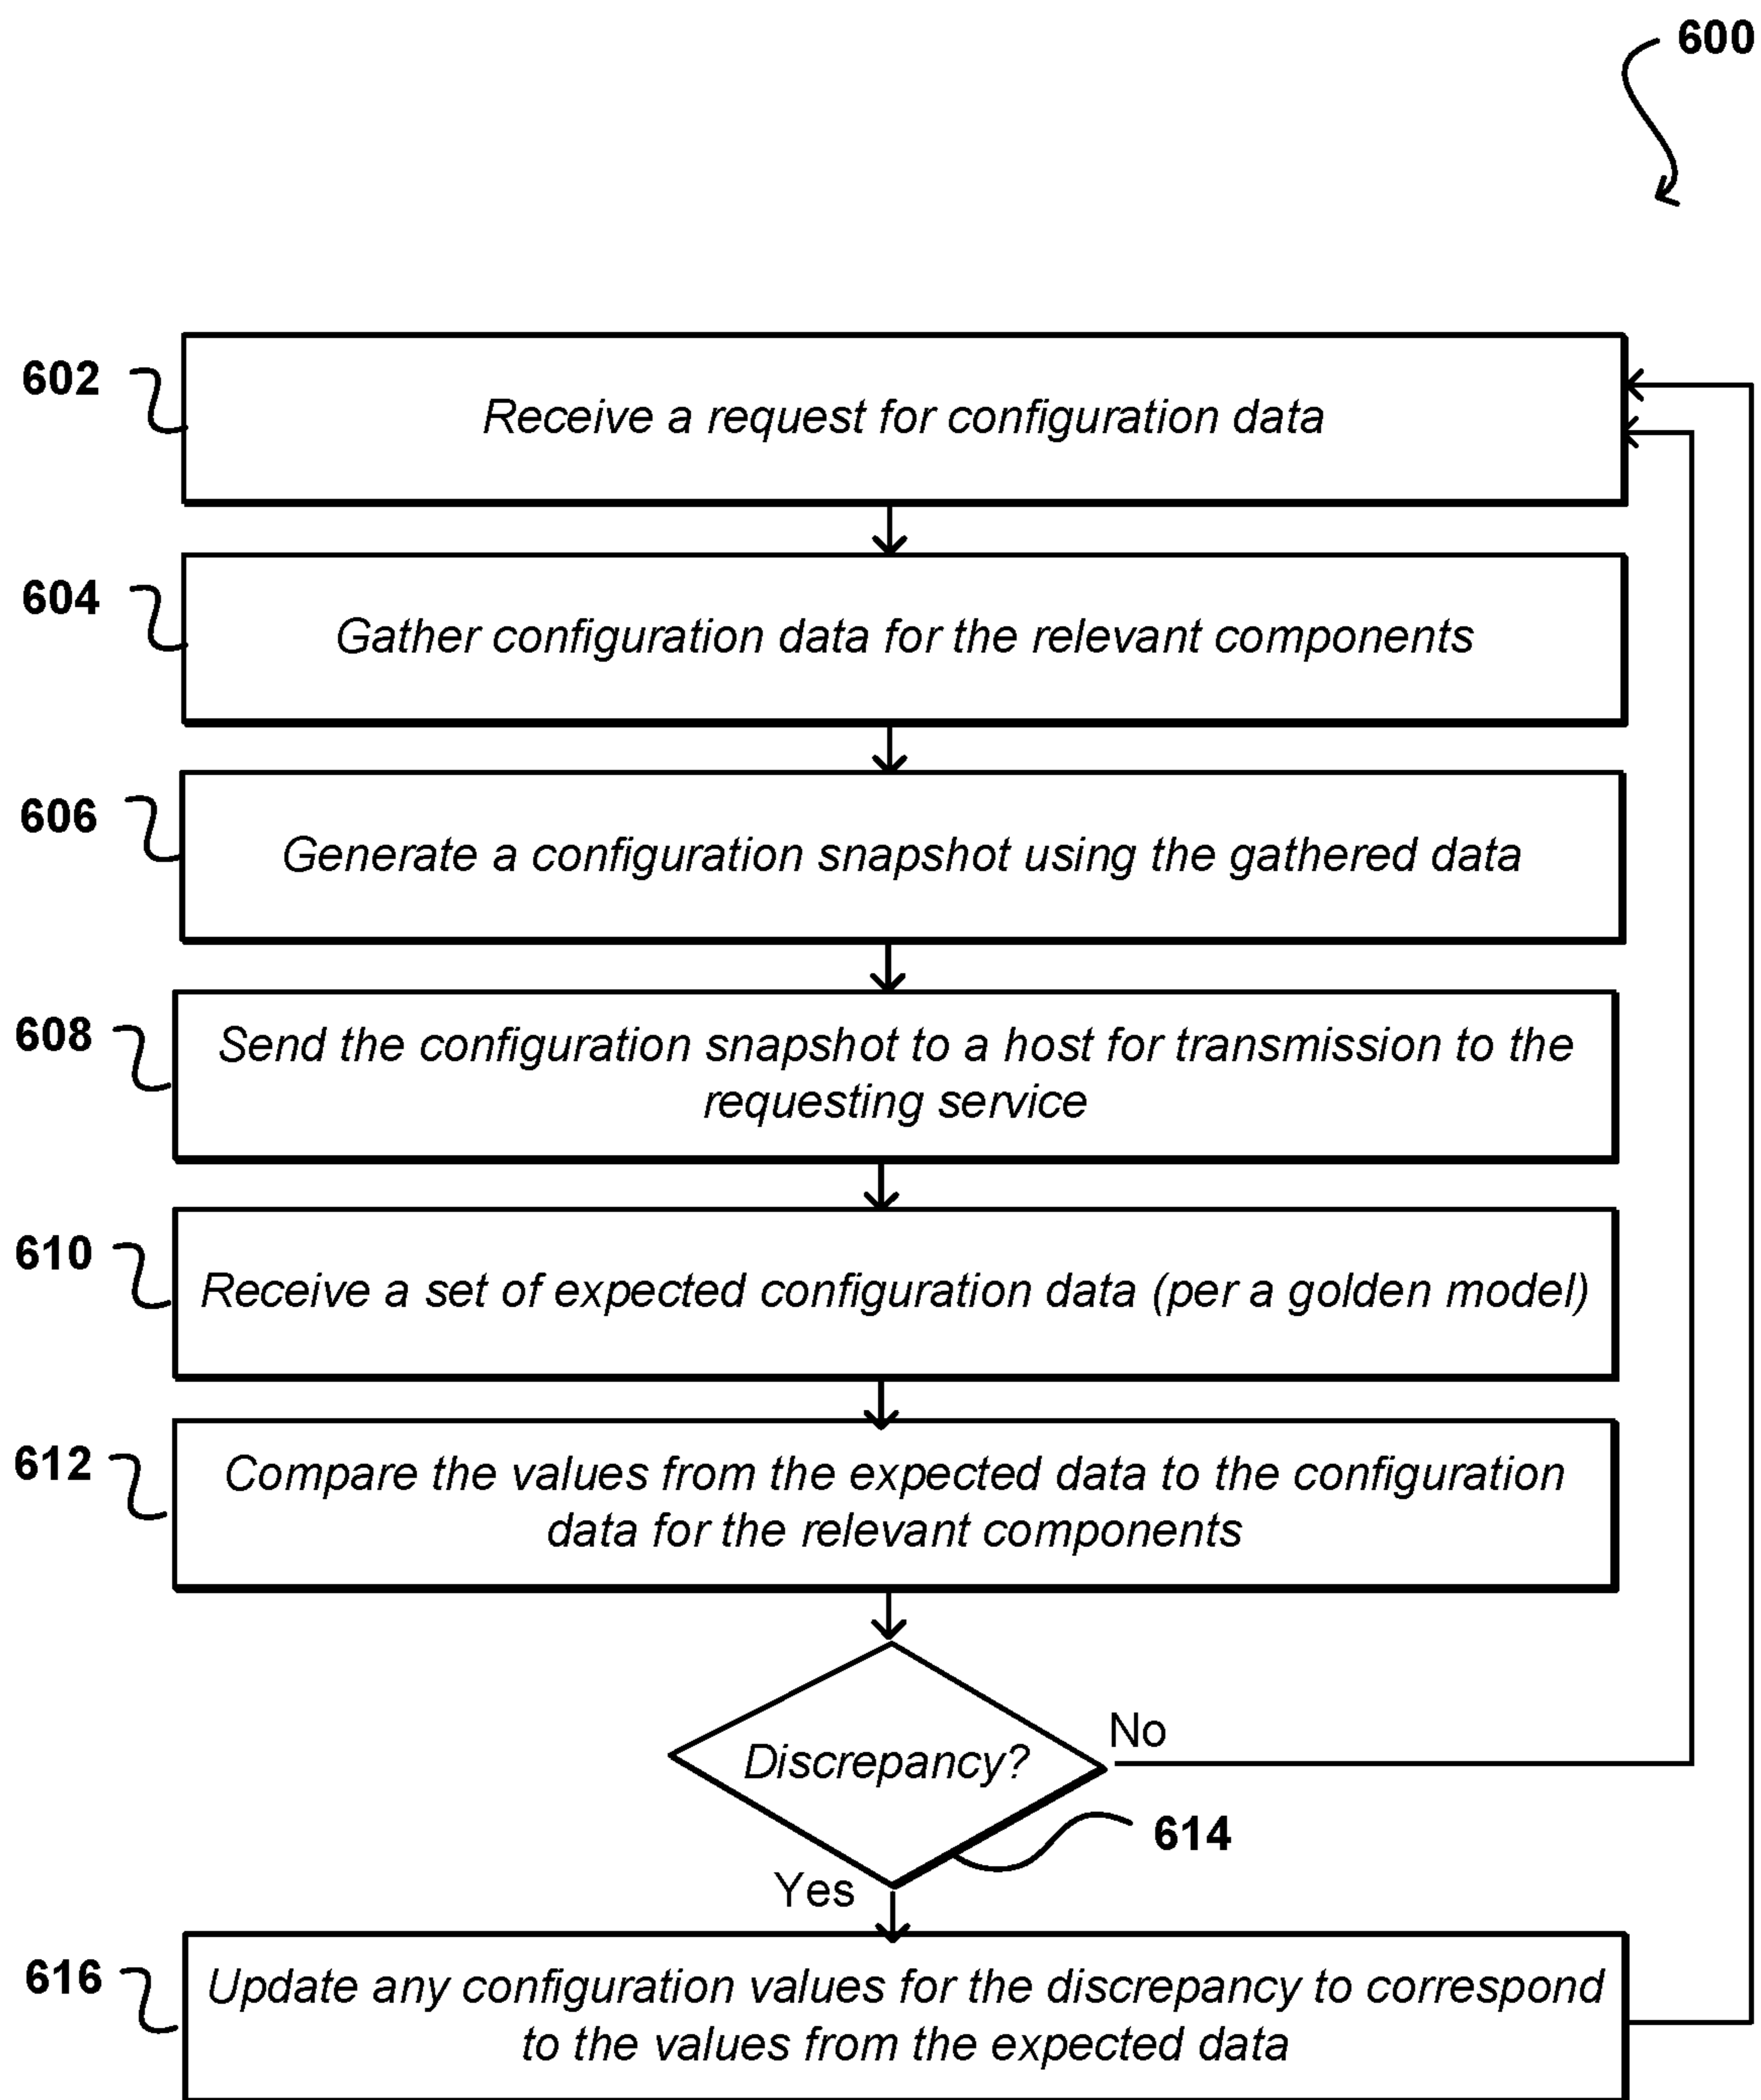 600
602
Receive a request for configuration data
604
Gather configuration data for the relevant components
606
Generate a configuration snapshot using the gathered data
608
Send the configuration snapshot to a host for transmission to the
requesting service
610
Receive a set of expected configuration data (per a golden model)
612
Compare the values from the expected data to the configuration
data for the relevant components
Discrepancy?
No
614
Yes
616
Update any configuration values for the discrepancy to correspond
to the values from the expected data